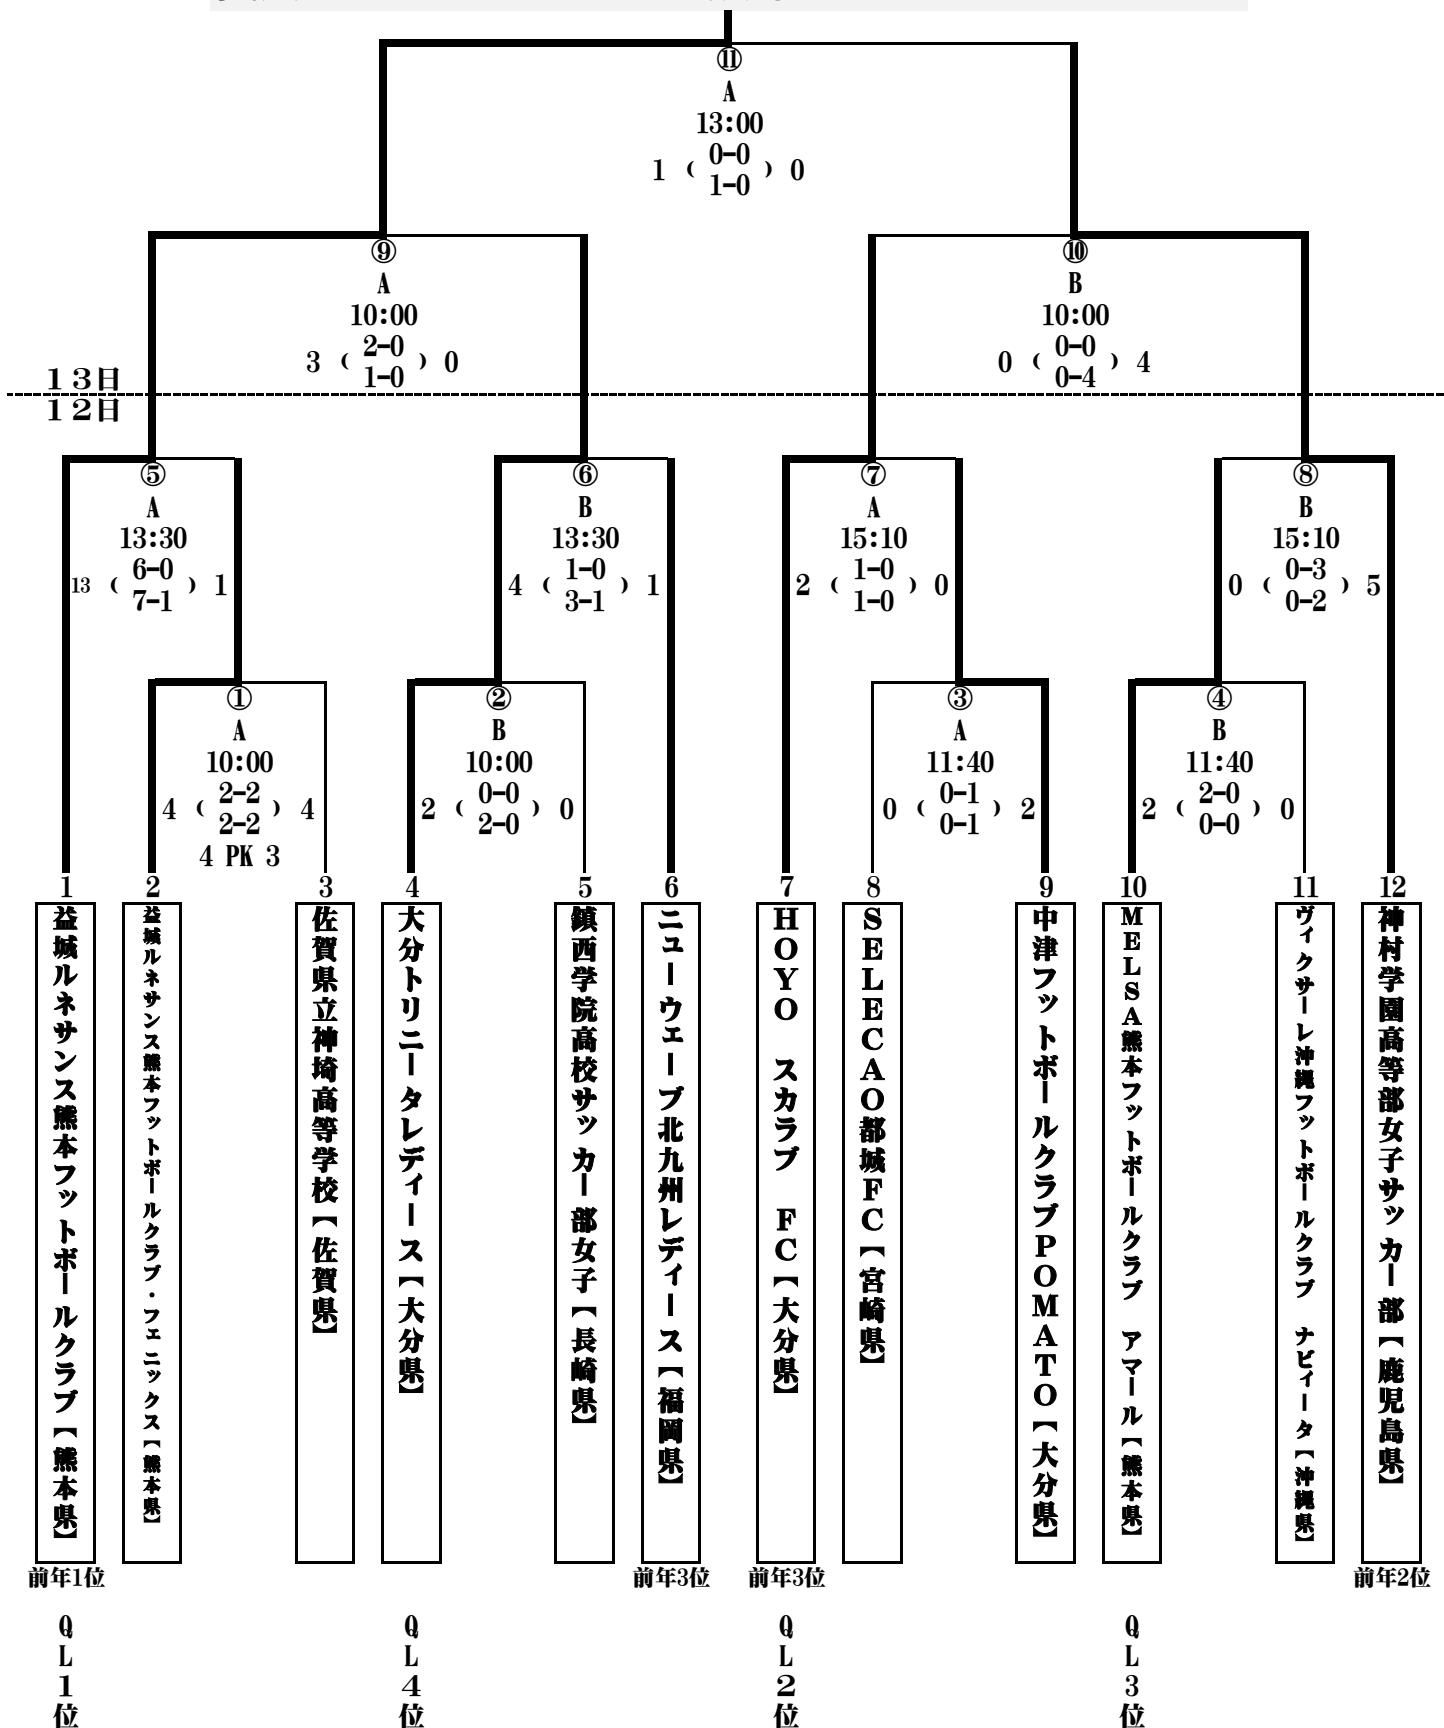 ⑪
A
13:00
0-0
1 ( ) 0
1-0
⑨
A
10:00
2-0
3 ( ) 0
1-0
⑩
B
10:00
0-0
0 ( ) 4
0-4
13日
12日
⑤
A
13:30
6-0
13 ( ) 1
7-1
⑥
B
13:30
1-0
4 ( ) 1
3-1
⑦
A
15:10
1-0
2 ( ) 0
1-0
⑧
B
15:10
0-3
0 ( ) 5
0-2
①
A
10:00
2-2
4 ( ) 4
2-2
4 PK 3
②
B
10:00
0-0
2 ( ) 0
2-0
③
A
11:40
0-1
0 ( ) 2
0-1
④
B
11:40
2-0
2 ( ) 0
0-0
1
益城ルネサンス熊本フットボールクラブ【熊本県】
2
益城ルネサンス熊本フットボールクラブ・フェニックス【熊本県】
3
佐賀県立神埼高等学校【佐賀県】
4
大分トリニータレディース【大分県】
5
鎮西学院高校サッカー部女子【長崎県】
6
ニューウェーブ北九州レディース【福岡県】
7
HOYO スカラブ FC【大分県】
8
SELECAO都城FC【宮崎県】
9
中津フットボールクラブPOMATO【大分県】
10
MELSA熊本フットボールクラブ アマール【熊本県】
11
ヴィクサーレ沖縄フットボールクラブ ナビィータ【沖縄県】
12
神村学園高等部女子サッカー部【鹿児島県】
前年1位
前年3位
前年3位
前年2位
QL1位
QL4位
QL2位
QL3位